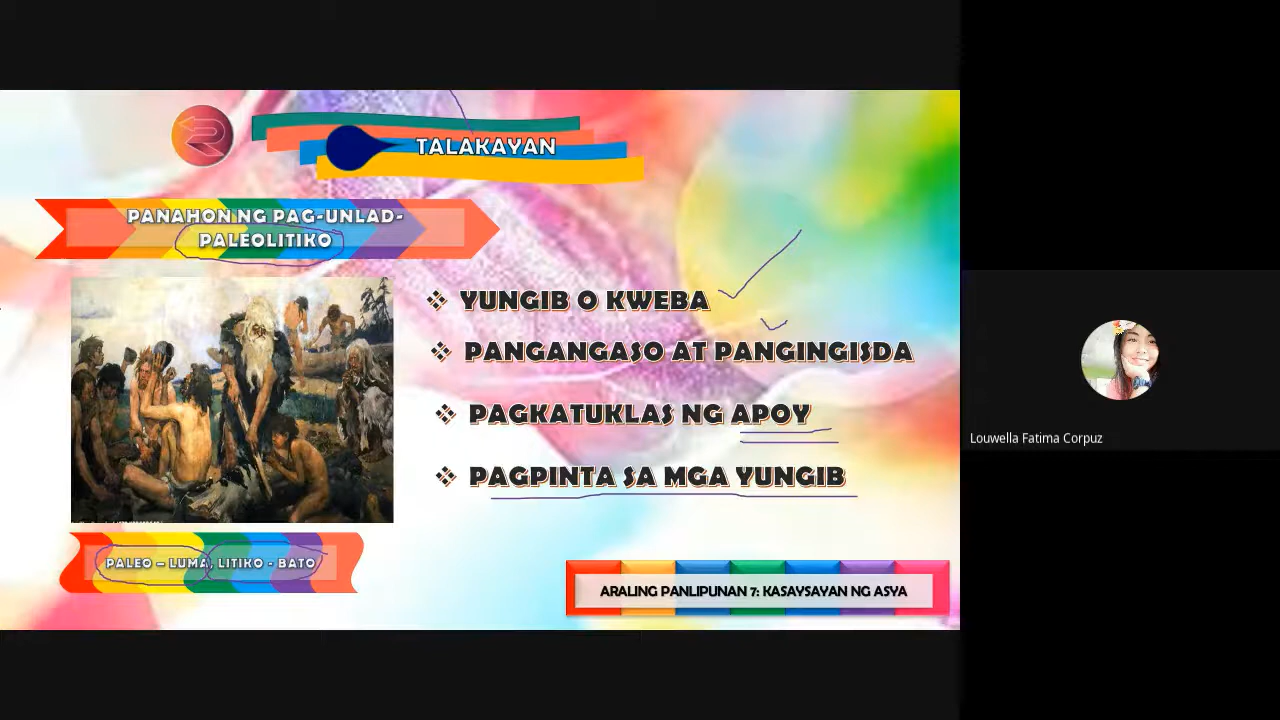 TALAKAYAN
PANAHON NG PAG-UNLAD-
PALEOLITIKO
YUNGIB O KWEBA
PANGANGASO AT PANGINGISDA
PAGKATUKLAS NG APOY
PAGPINTA SA MGA YUNGIB
PALEO – LUMA, LITIKO - BATO
ARALING PANLIPUNAN 7: KASAYSAYAN NG ASYA
Louwella Fatima Corpuz